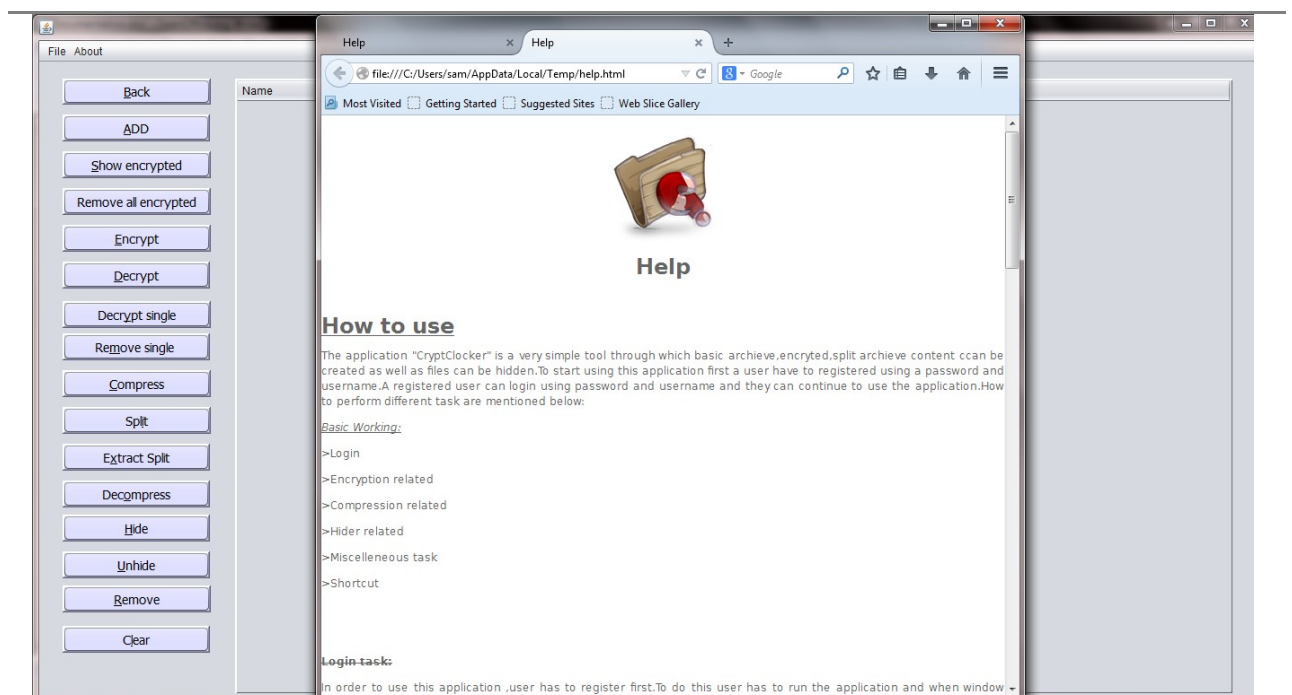 File About
Back
ADD
Show encrypted
Remove all encrypted
Encrypt
Decrypt
Decrypt single
Remove single
Compress
Split
Extract Split
Decompress
Hide
Unhide
Remove
Clear
Name
Help
Help
file:///C:/Users/sam/AppData/Local/Temp/help.html
Google
Most Visited Getting Started Suggested Sites Web Slice Gallery
Help
How to use
The application "CryptClocker" is a very simple tool through which basic archieve,encryted,split archieve content ccan be
created as well as files can be hidden.To start using this application first a user have to registered using a password and
username.A registered user can login using password and username and they can continue to use the application.How
to perform different task are mentioned below:
Basic Working:
>Login
>Encryption related
>Compression related
>Hider related
>Miscelleneous task
>Shortcut
Login task:
In order to use this application ,user has to register first.To do this user has to run the application and when window